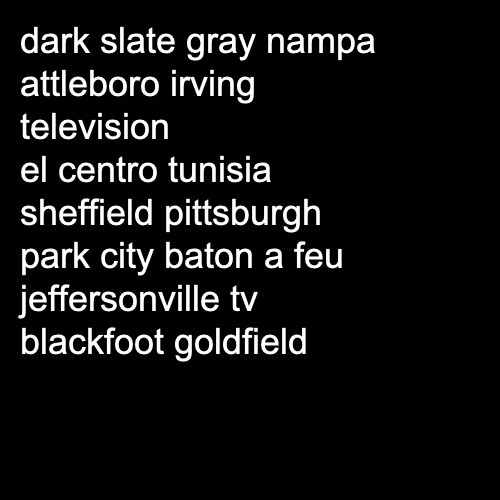 dark slate gray nampa
attleboro irving
television
el centro tunisia
sheffield pittsburgh
park city baton a feu
jeffersonville tv
blackfoot goldfield